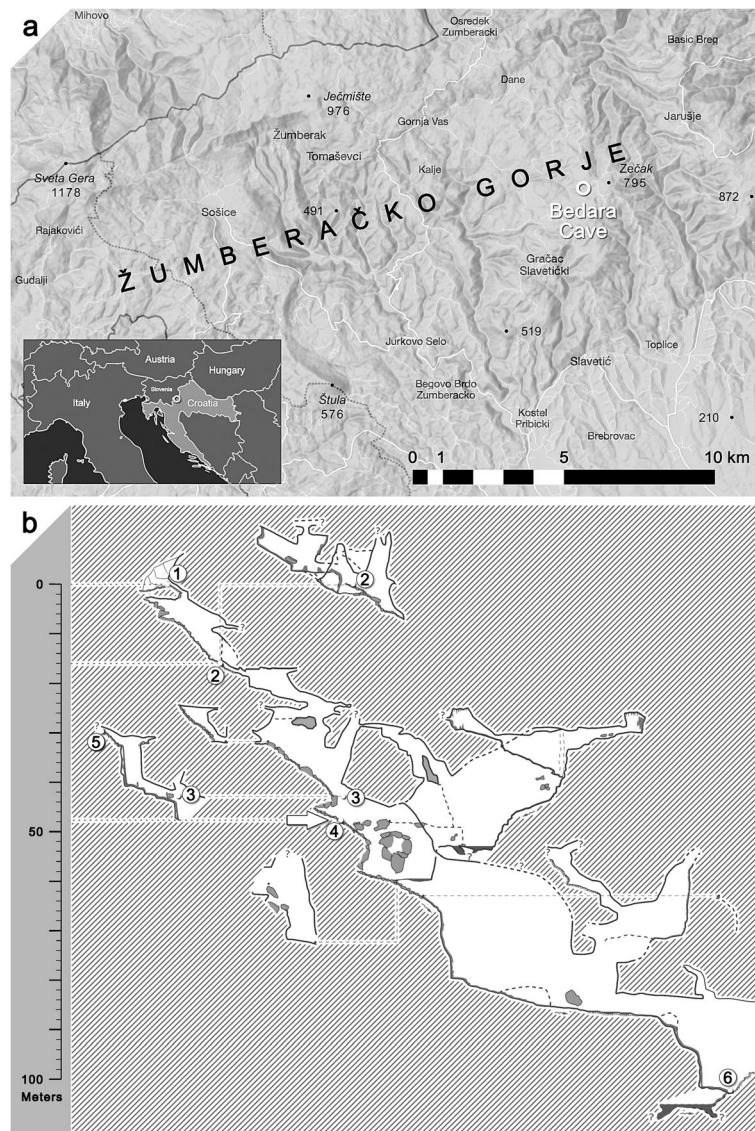 a
Mihovo
Osredek
Zumberacki
Basic Breg
Dane
Ječmište
976
Gornja Vas
Jarušje
Žumberak
Tomaševci
Kalje
Zečak
795
Sveta Gera
1178
872
ŽUMBERAČKO GORJE
491
Sošice
Bedara
Cave
Rajakovići
Gračac
Slavetićki
Gudalji
519
Jurkovo Selo
Toplice
Slavetić
Austria
Hungary
Slovenia
Italy
Croatia
Štula
576
Begovo Brdo
Zumberacko
Kostel
Pribicki
210
Brebrovac
0 1 5 10 km
b
?
?
?
1
2
0
?
2
?
?
?
?
5
3
3
4
50
?
?
?
?
?
?
?
100
Meters
6
?
?
?